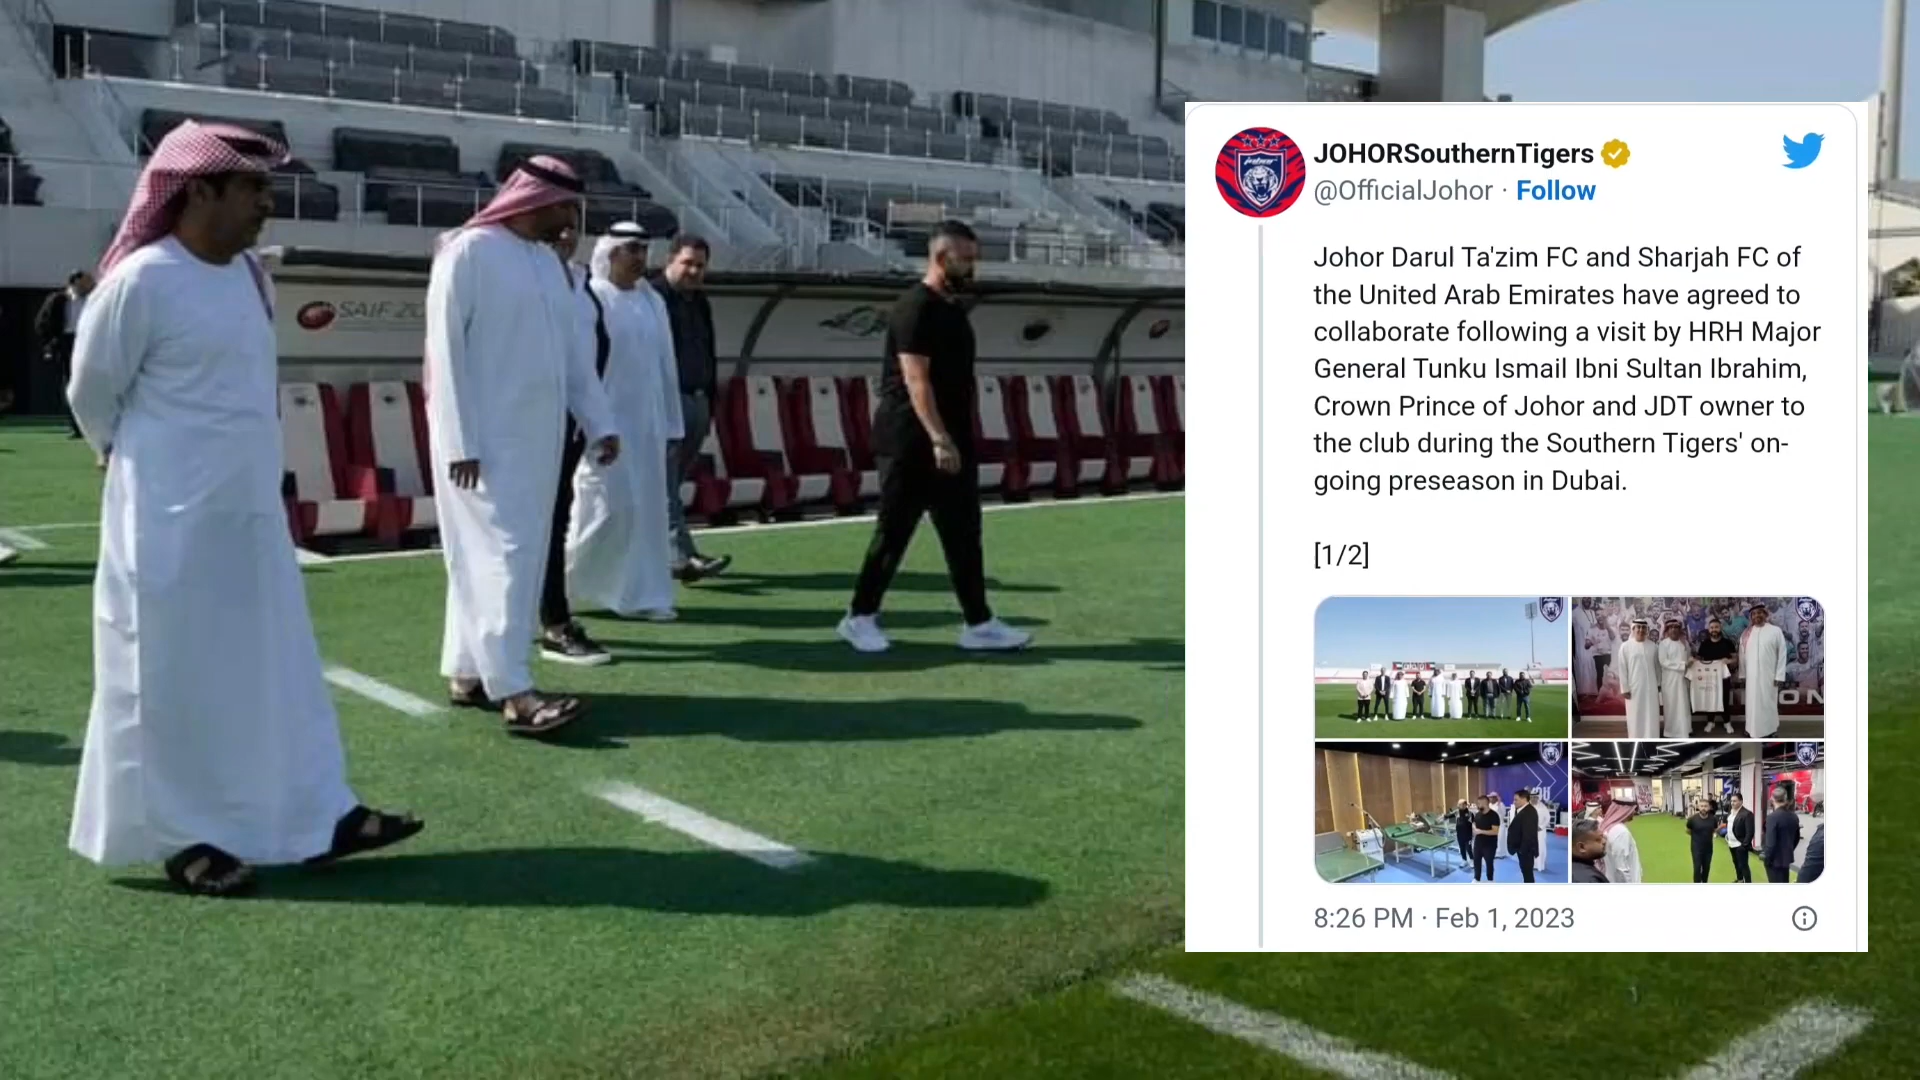 SAIF ZO
JOHORSouthernTigers
@OfficialJohor · Follow
Johor Darul Ta'zim FC and Sharjah FC of
the United Arab Emirates have agreed to
collaborate following a visit by HRH Major
General Tunku Ismail Ibni Sultan Ibrahim,
Crown Prince of Johor and JDT owner to
the club during the Southern Tigers' on-
going preseason in Dubai.
[1/2]
8:26 PM · Feb 1, 2023